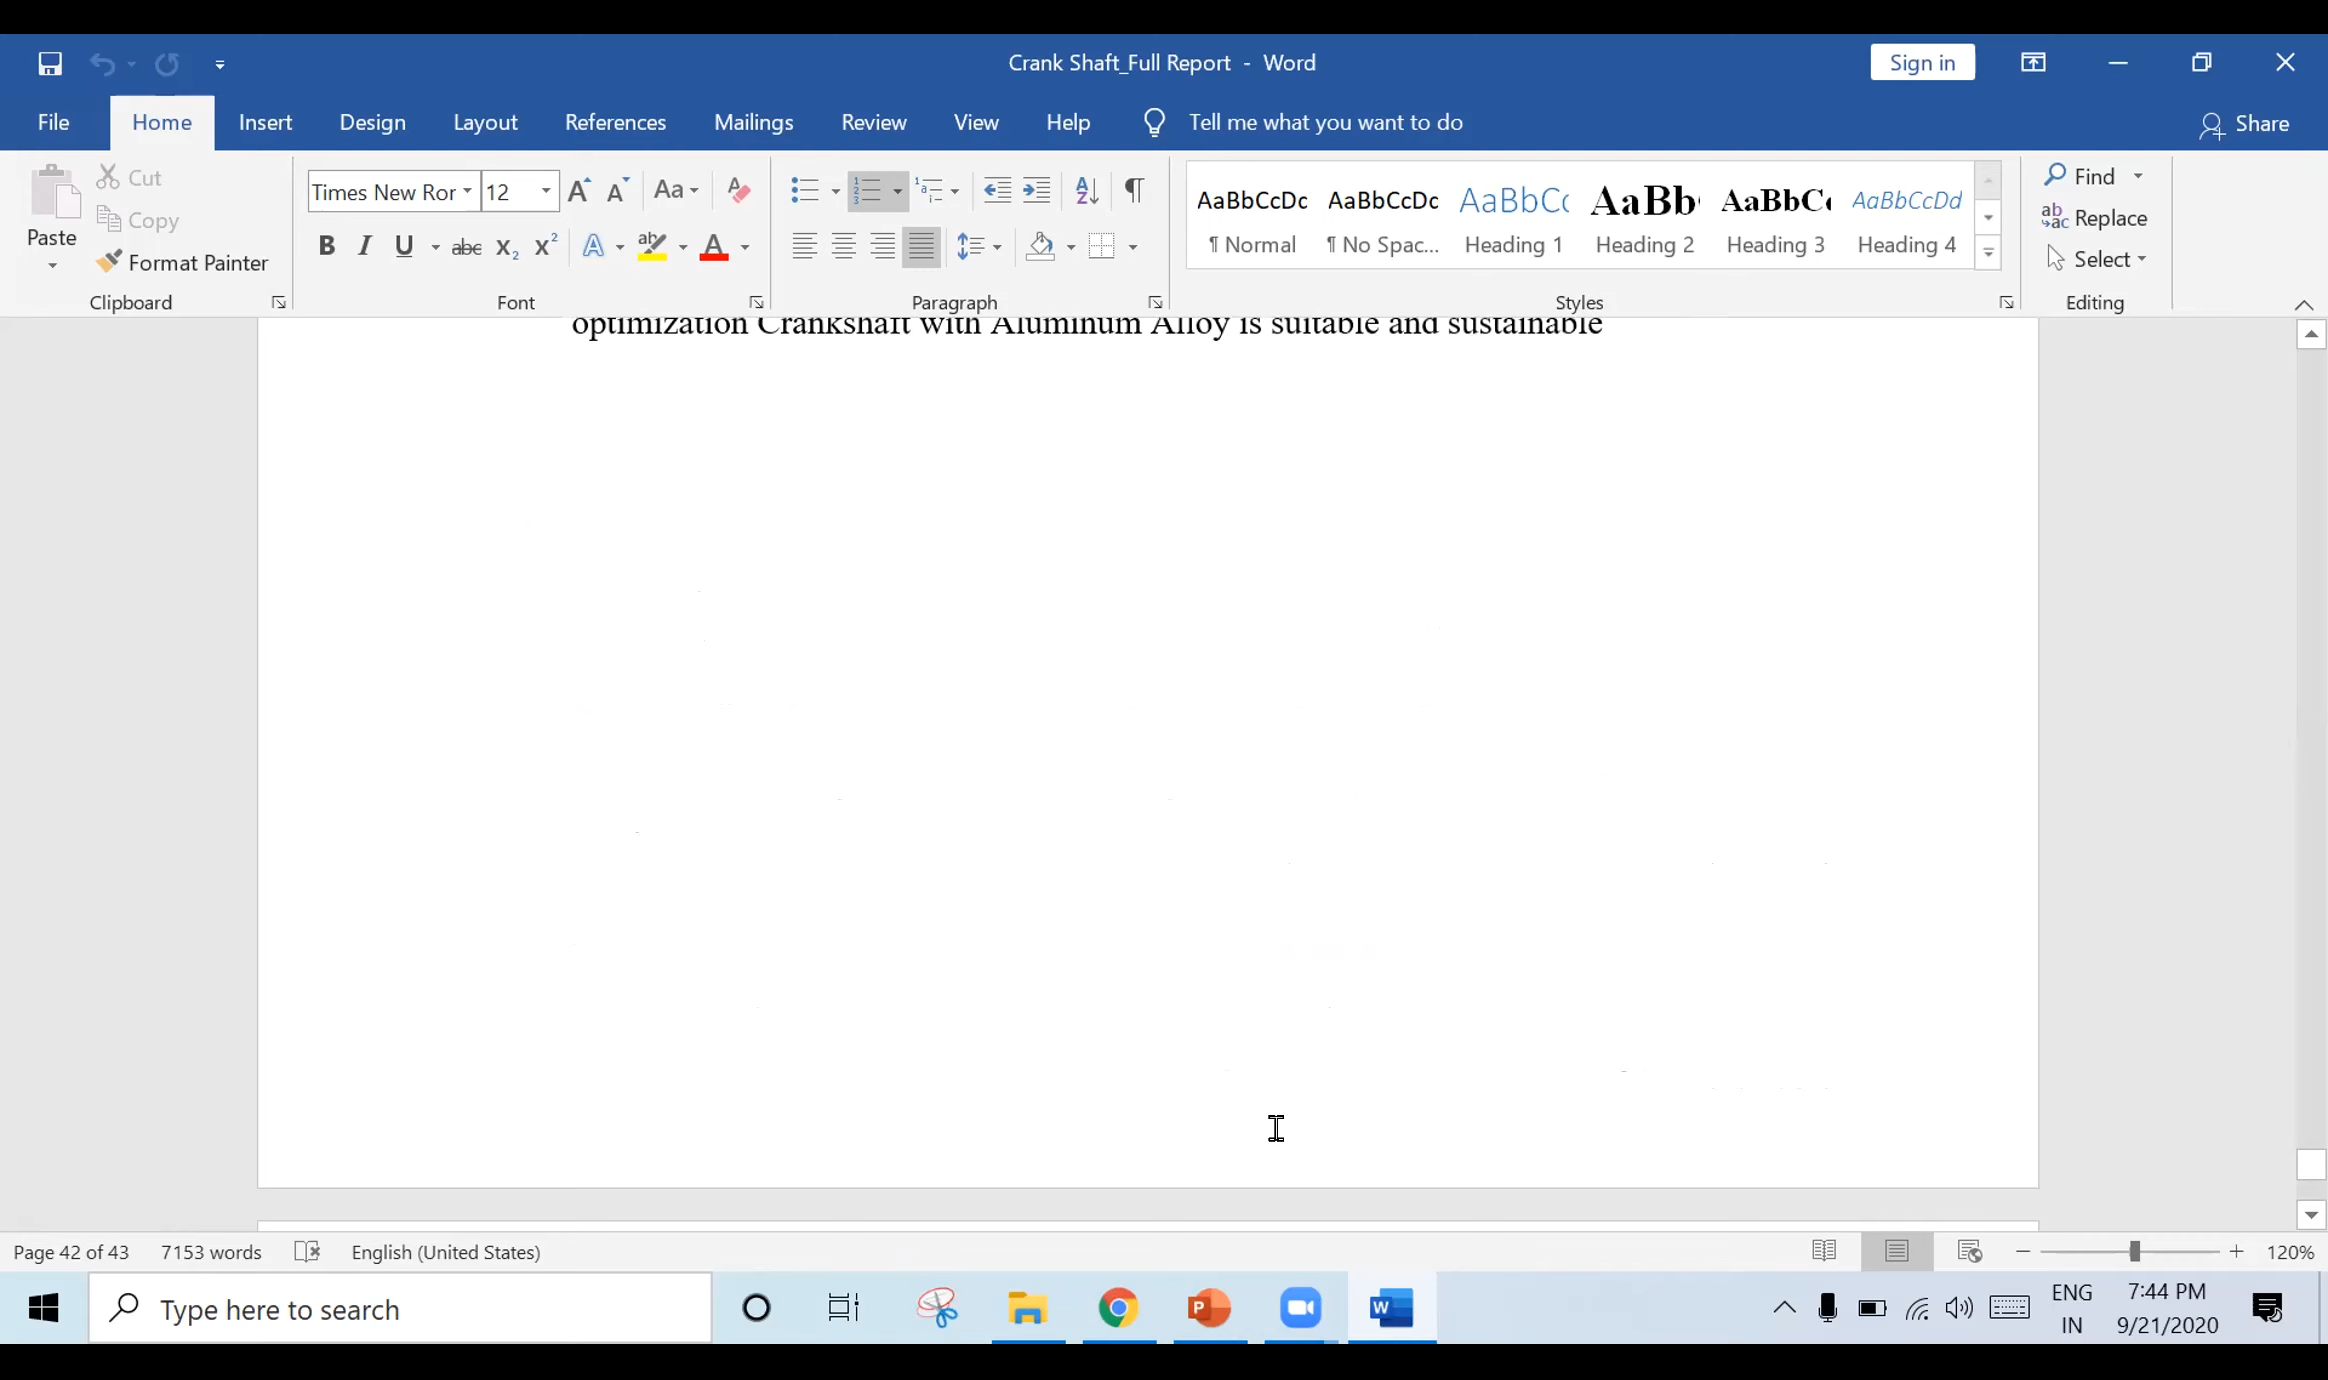 Crank Shaft_Full Report - Word
Sign in
File Home Insert Design Layout References Mailings Review View Help Tell me what you want to do Share
Paste
Cut
Copy
Format Painter
Clipboard
Times New Ror 12
Aa
B I U abc X₂ X² A ab A
Font
Paragraph
AaBbCcDc AaBbCcDc AaBbCc AaBb AaBbC AaBbCcDd
¶ Normal ¶ No Spac... Heading 1 Heading 2 Heading 3 Heading 4
Styles
Find
Replace
Select
Editing
optimization Crankshaft with Aluminum Alloy is suitable and sustainable
Page 42 of 43 7153 words English (United States) 120%
Type here to search
ENG
IN
7:44 PM
9/21/2020